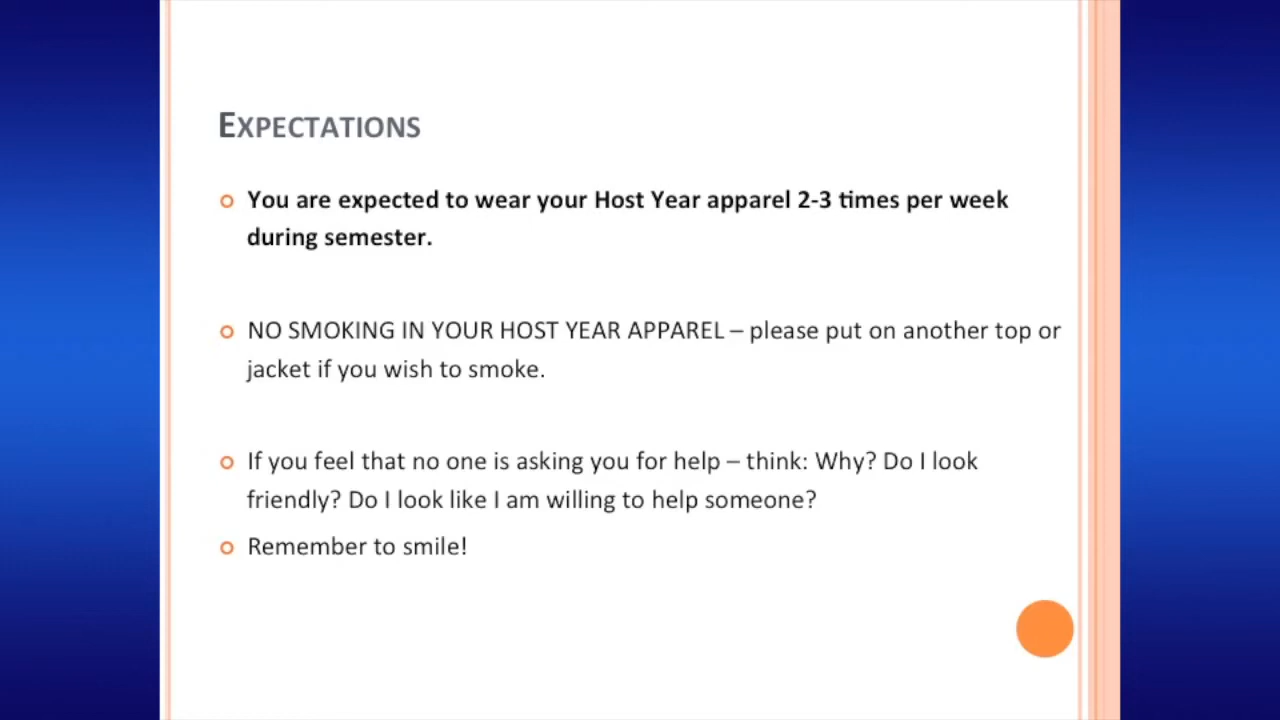 EXPECTATIONS
You are expected to wear your Host Year apparel 2-3 times per week
during semester.
NO SMOKING IN YOUR HOST YEAR APPAREL – please put on another top or
jacket if you wish to smoke.
If you feel that no one is asking you for help – think: Why? Do I look
friendly? Do I look like I am willing to help someone?
Remember to smile!